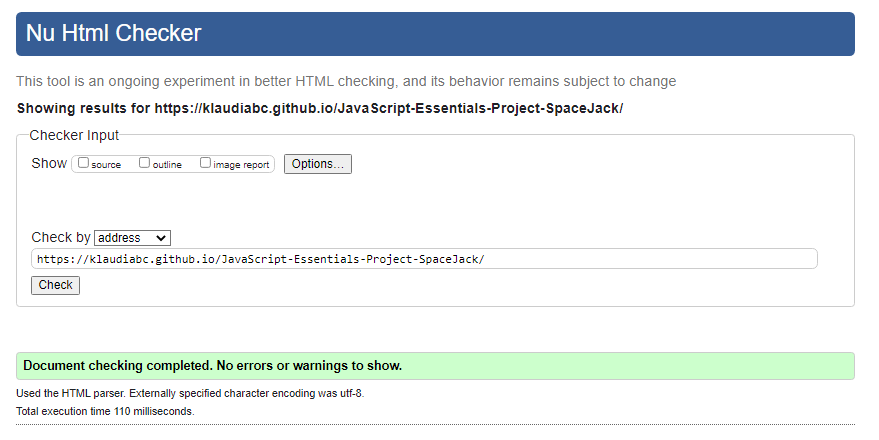 Nu Html Checker
This tool is an ongoing experiment in better HTML checking, and its behavior remains subject to change
Showing results for https://klaudiabc.github.io/JavaScript-Essentials-Project-SpaceJack/
Checker Input
Show source outline image report Options...
Check by address
https://klaudiabc.github.io/JavaScript-Essentials-Project-SpaceJack/
Check
Document checking completed. No errors or warnings to show.
Used the HTML parser. Externally specified character encoding was utf-8.
Total execution time 110 milliseconds.